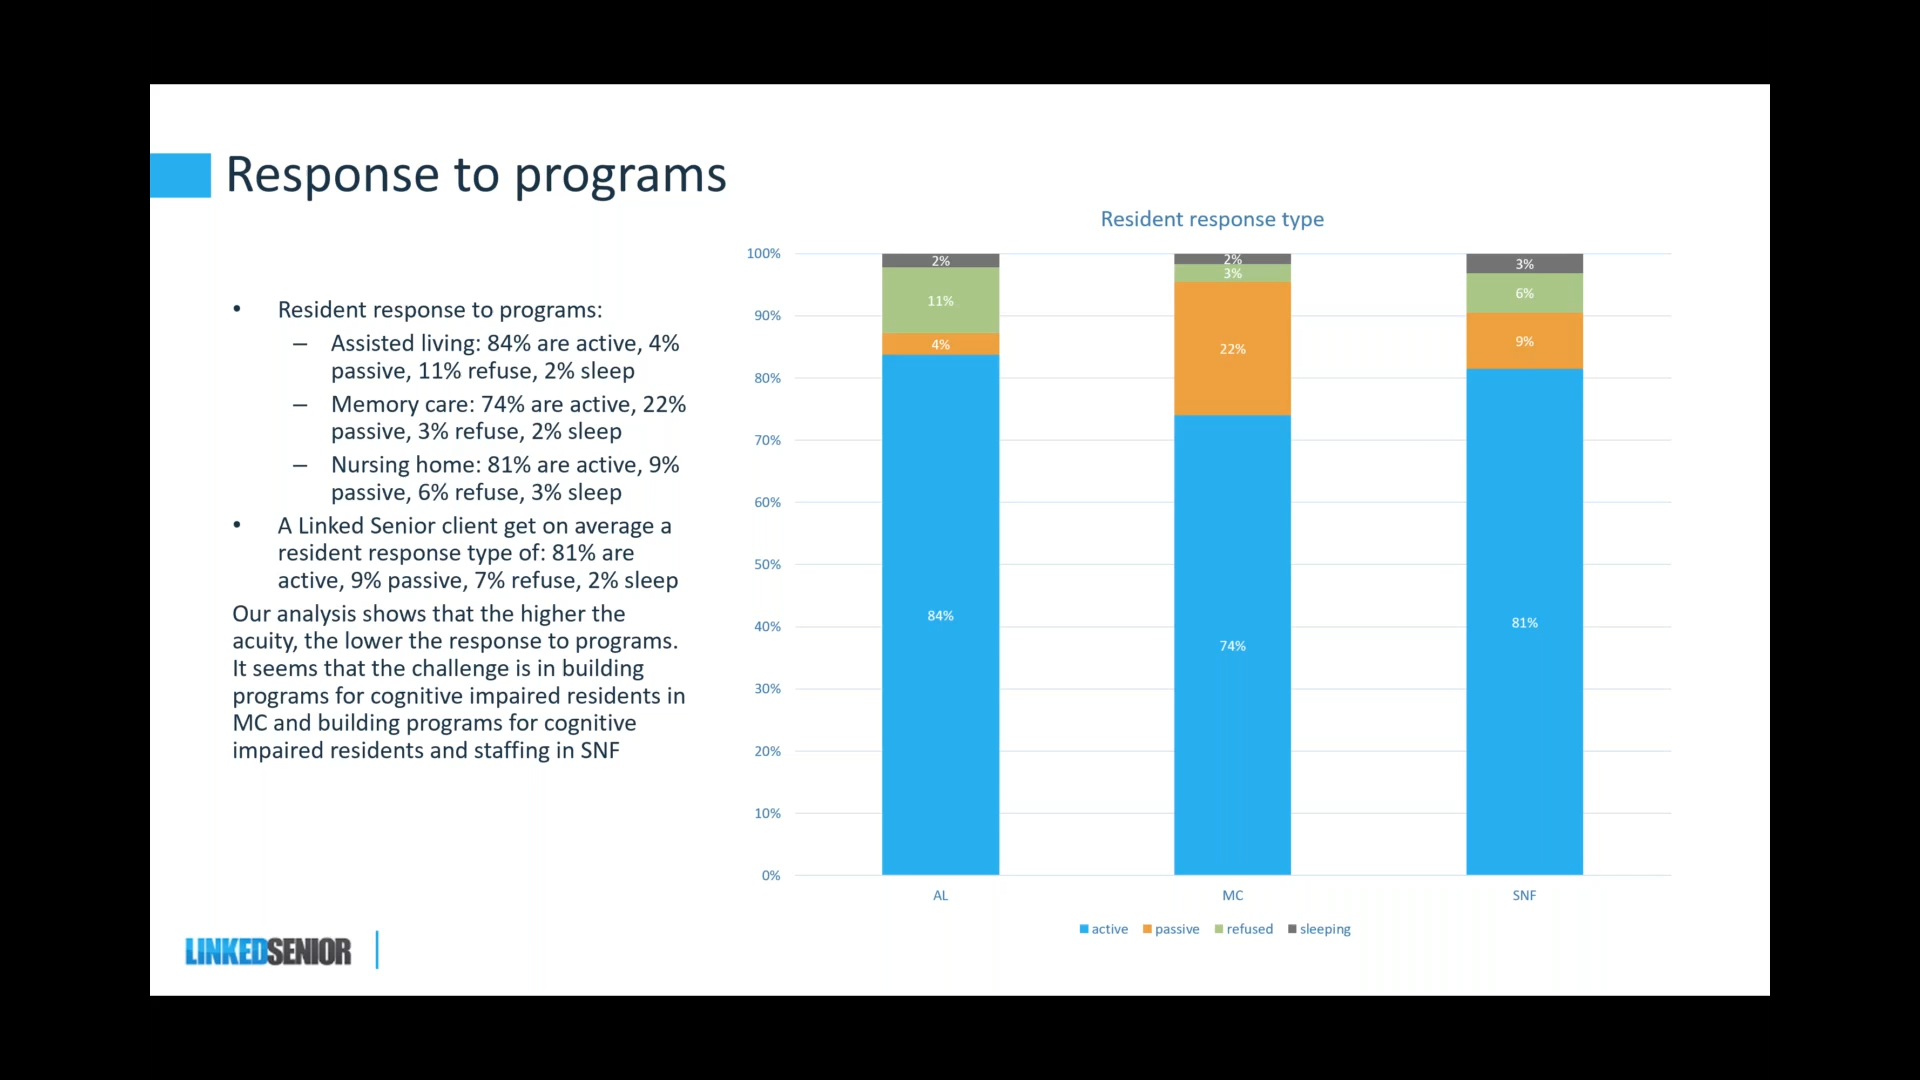 Response to programs
• Resident response to programs:
– Assisted living: 84% are active, 4%
passive, 11% refuse, 2% sleep
– Memory care: 74% are active, 22%
passive, 3% refuse, 2% sleep
– Nursing home: 81% are active, 9%
passive, 6% refuse, 3% sleep
• A Linked Senior client get on average a
resident response type of: 81% are
active, 9% passive, 7% refuse, 2% sleep
Our analysis shows that the higher the
acuity, the lower the response to programs.
It seems that the challenge is in building
programs for cognitive impaired residents in
MC and building programs for cognitive
impaired residents and staffing in SNF
LINKEDSENIOR
Resident response type
100%
90%
80%
70%
60%
50%
40%
30%
20%
10%
0%
2%
11%
4%
84%
2%
3%
22%
74%
3%
6%
9%
81%
AL MC SNF
active passive refused sleeping